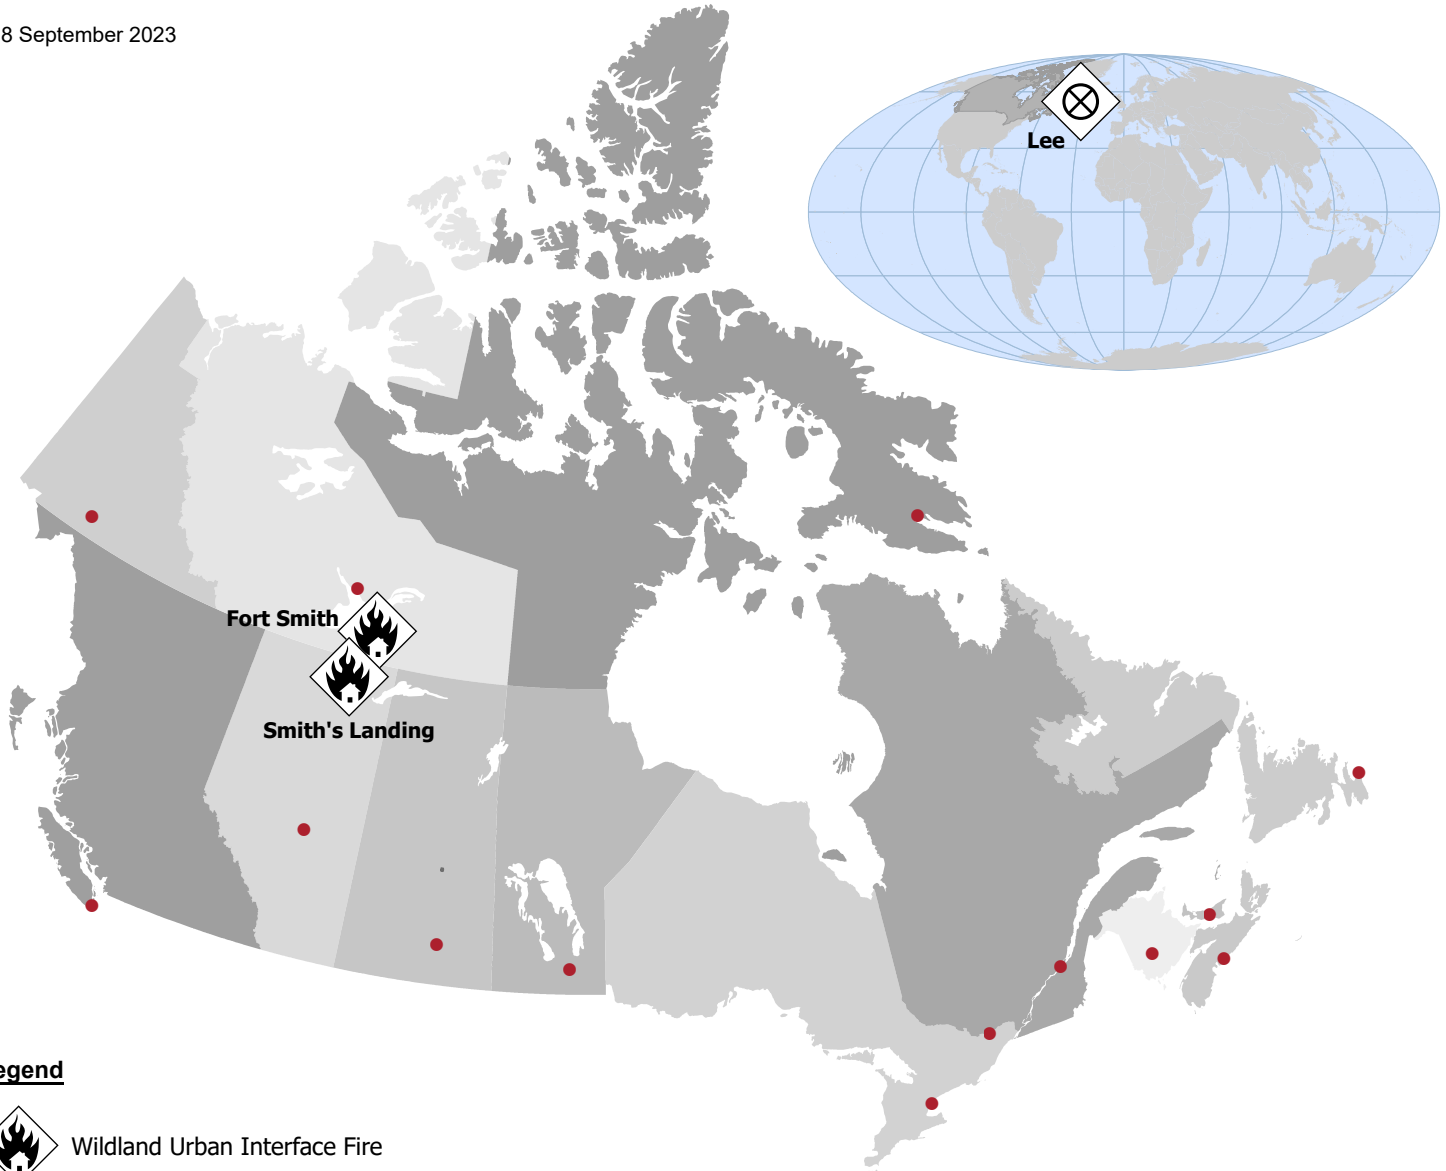 8 September 2023
Lee
Fort Smith
Smith's Landing
egend
Wildland Urban Interface Fire